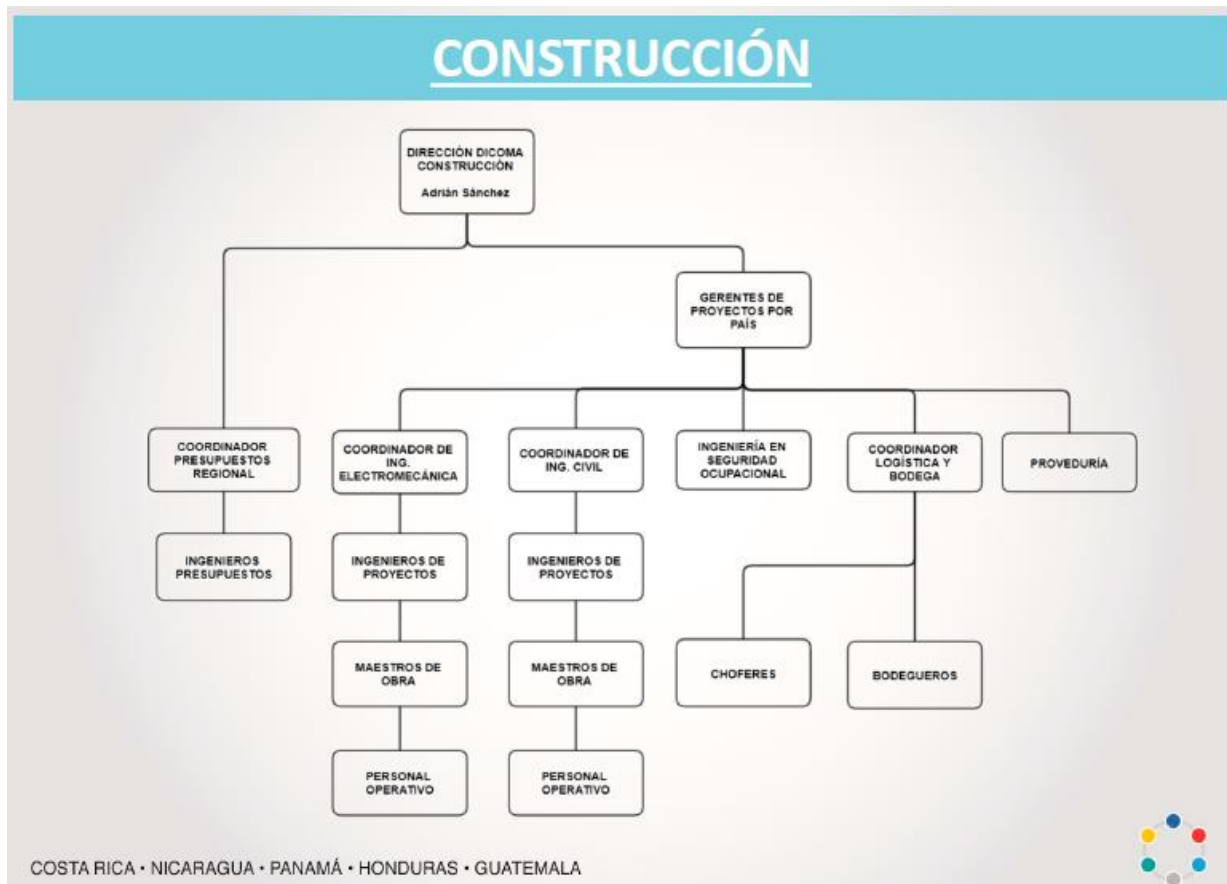 CONSTRUCCIÓN
DIRECCIÓN DICOMA
CONSTRUCCIÓN
Adrián Sánchez
GERENTES DE
PROYECTOS POR
PAÍS
COORDINADOR
PRESUPUESTOS
REGIONAL
COORDINADOR DE
ING.
ELECTROMECÁNICA
COORDINADOR DE
ING. CIVIL
INGENIERÍA EN
SEGURIDAD
OCUPACIONAL
COORDINADOR
LOGÍSTICA Y
BODEGA
PROVEDURÍA
INGENIEROS
PRESUPUESTOS
INGENIEROS DE
PROYECTOS
INGENIEROS DE
PROYECTOS
MAESTROS DE
OBRA
MAESTROS DE
OBRA
CHOFERES
BODEGUEROS
PERSONAL
OPERATIVO
PERSONAL
OPERATIVO
COSTA RICA • NICARAGUA • PANAMÁ • HONDURAS • GUATEMALA